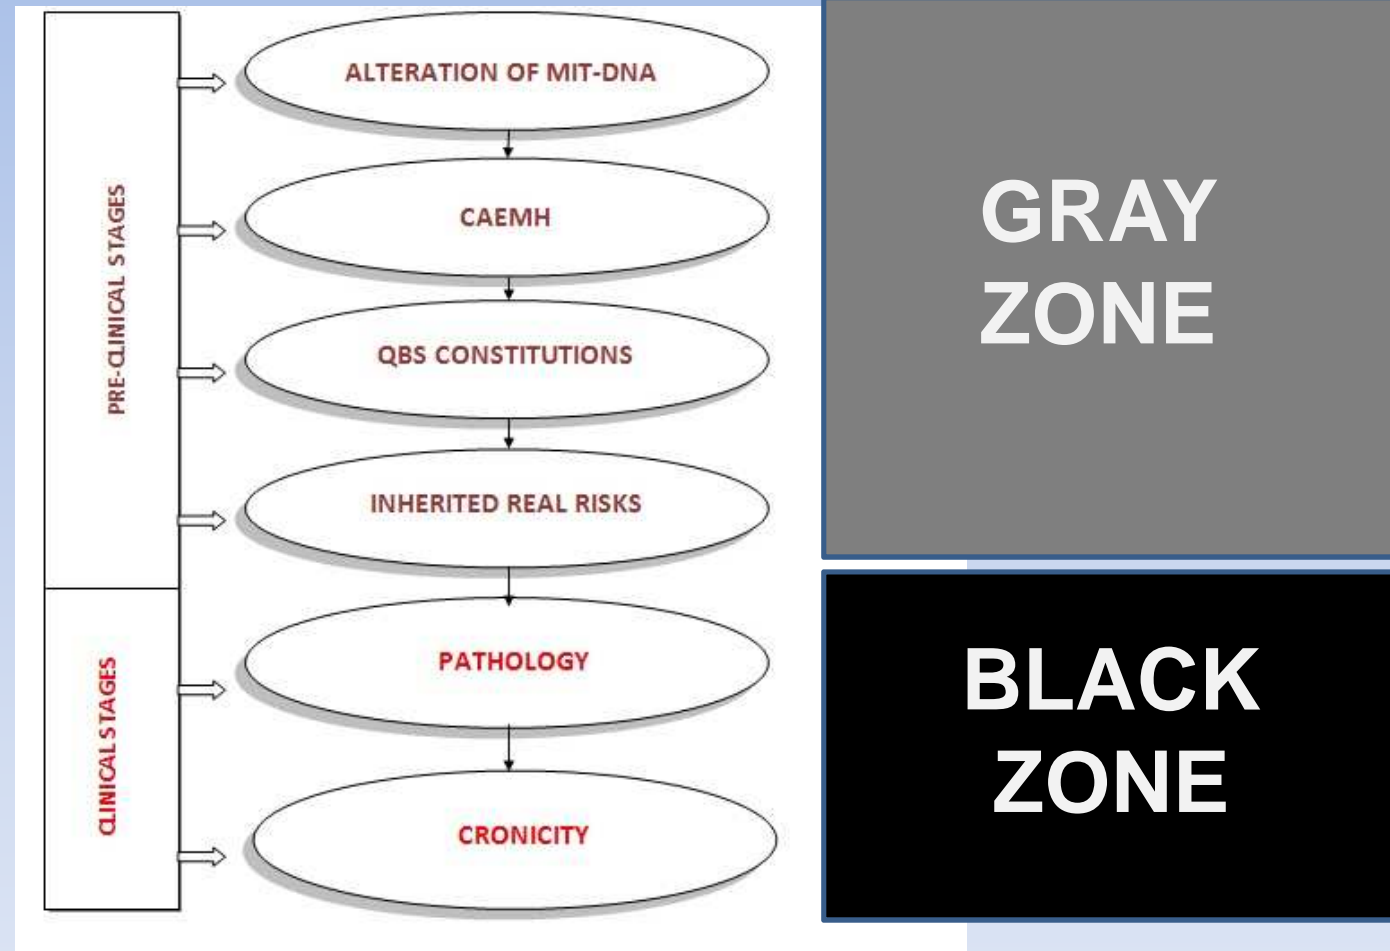 PRE-CLINICAL STAGES
ALTERATION OF MIT-DNA
CAEMH
QBS CONSTITUTIONS
INHERITED REAL RISKS
GRAY
ZONE
CLINICAL STAGES
PATHOLOGY
CRONICITY
BLACK
ZONE